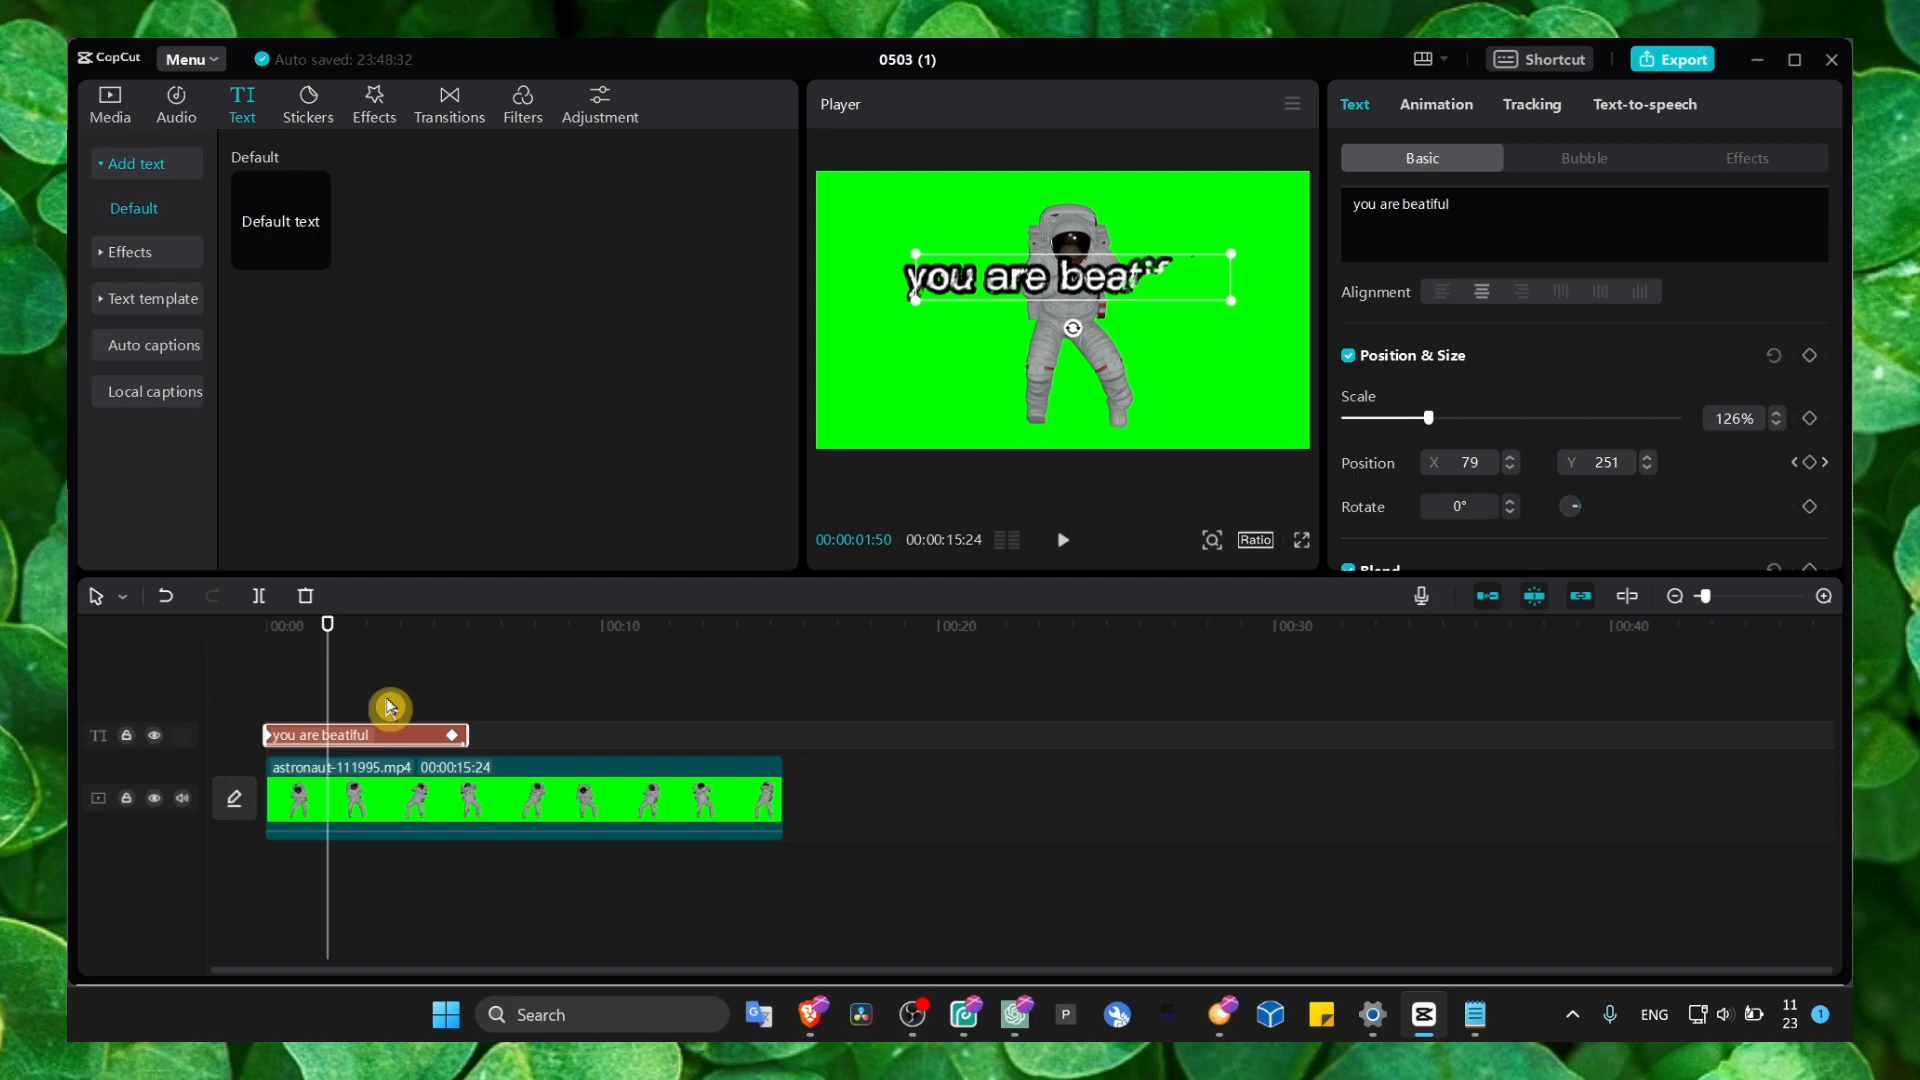 CapCut
Menu
Auto saved: 23:48:32
0503 (1)
Shortcut
Export
Media
Audio
TI
Text
Stickers
Effects
Transitions
Filters
Adjustment
Add text
Default
Effects
Text template
Auto captions
Local captions
Default
Default text
Player
you are beatif
00:00:01:50
00:00:15:24
Ratio
Text
Animation
Tracking
Text-to-speech
Basic
Bubble
Effects
you are beatiful
Alignment
Position & Size
Scale
126%
Position
X 79
Y 251
Rotate
0°
Blend
00:00
00:10
00:20
00:30
00:40
TI
you are beatiful
astronaut-111995.mp4 00:00:15:24
Search
P
ENG
11
23
1